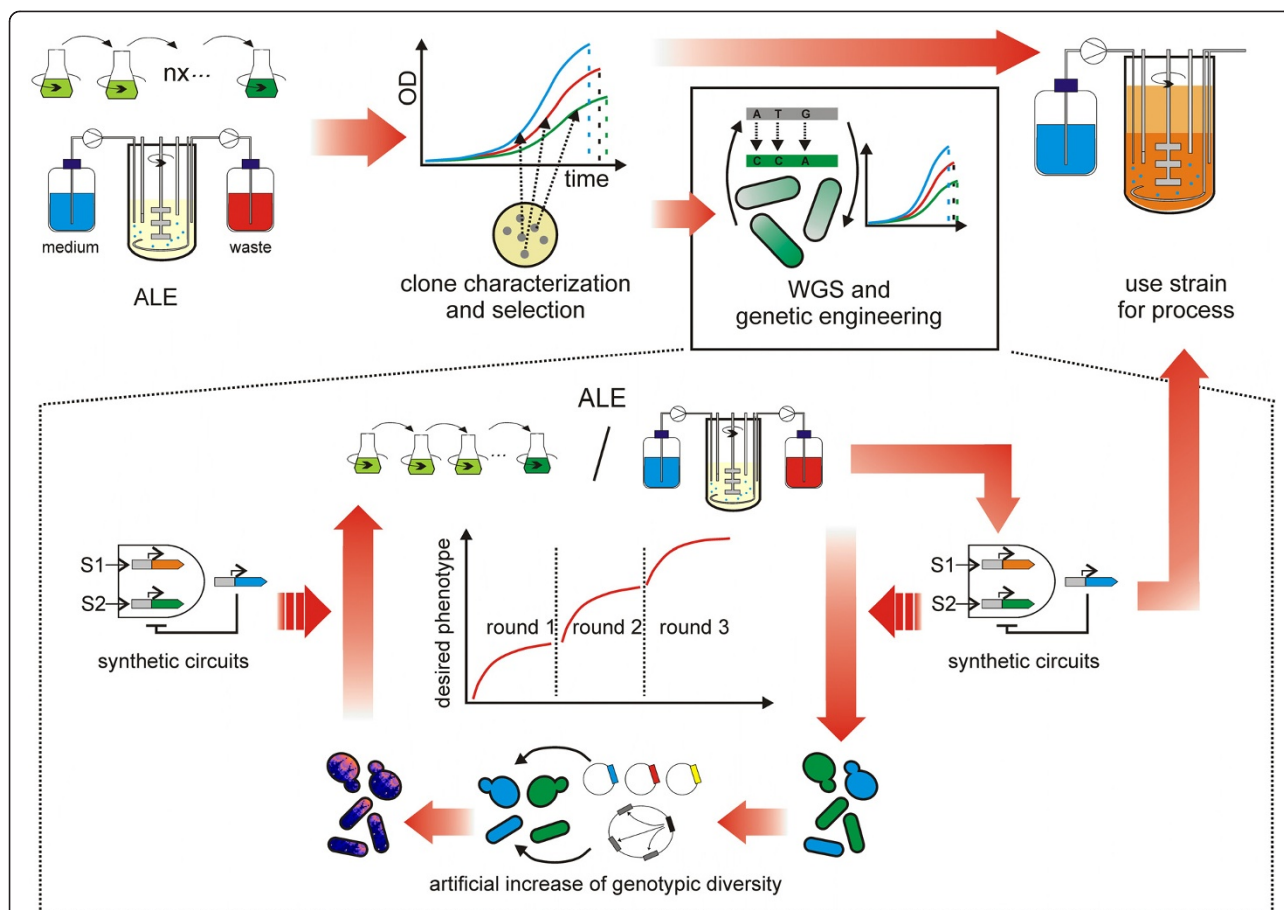 nx...
medium
waste
ALE
OD
time
clone characterization
and selection
A T G
C C A
WGS and
genetic engineering
use strain
for process
ALE
...
S1
S2
synthetic circuits
desired phenotype
round 1
round 2
round 3
S1
S2
synthetic circuits
artificial increase of genotypic diversity